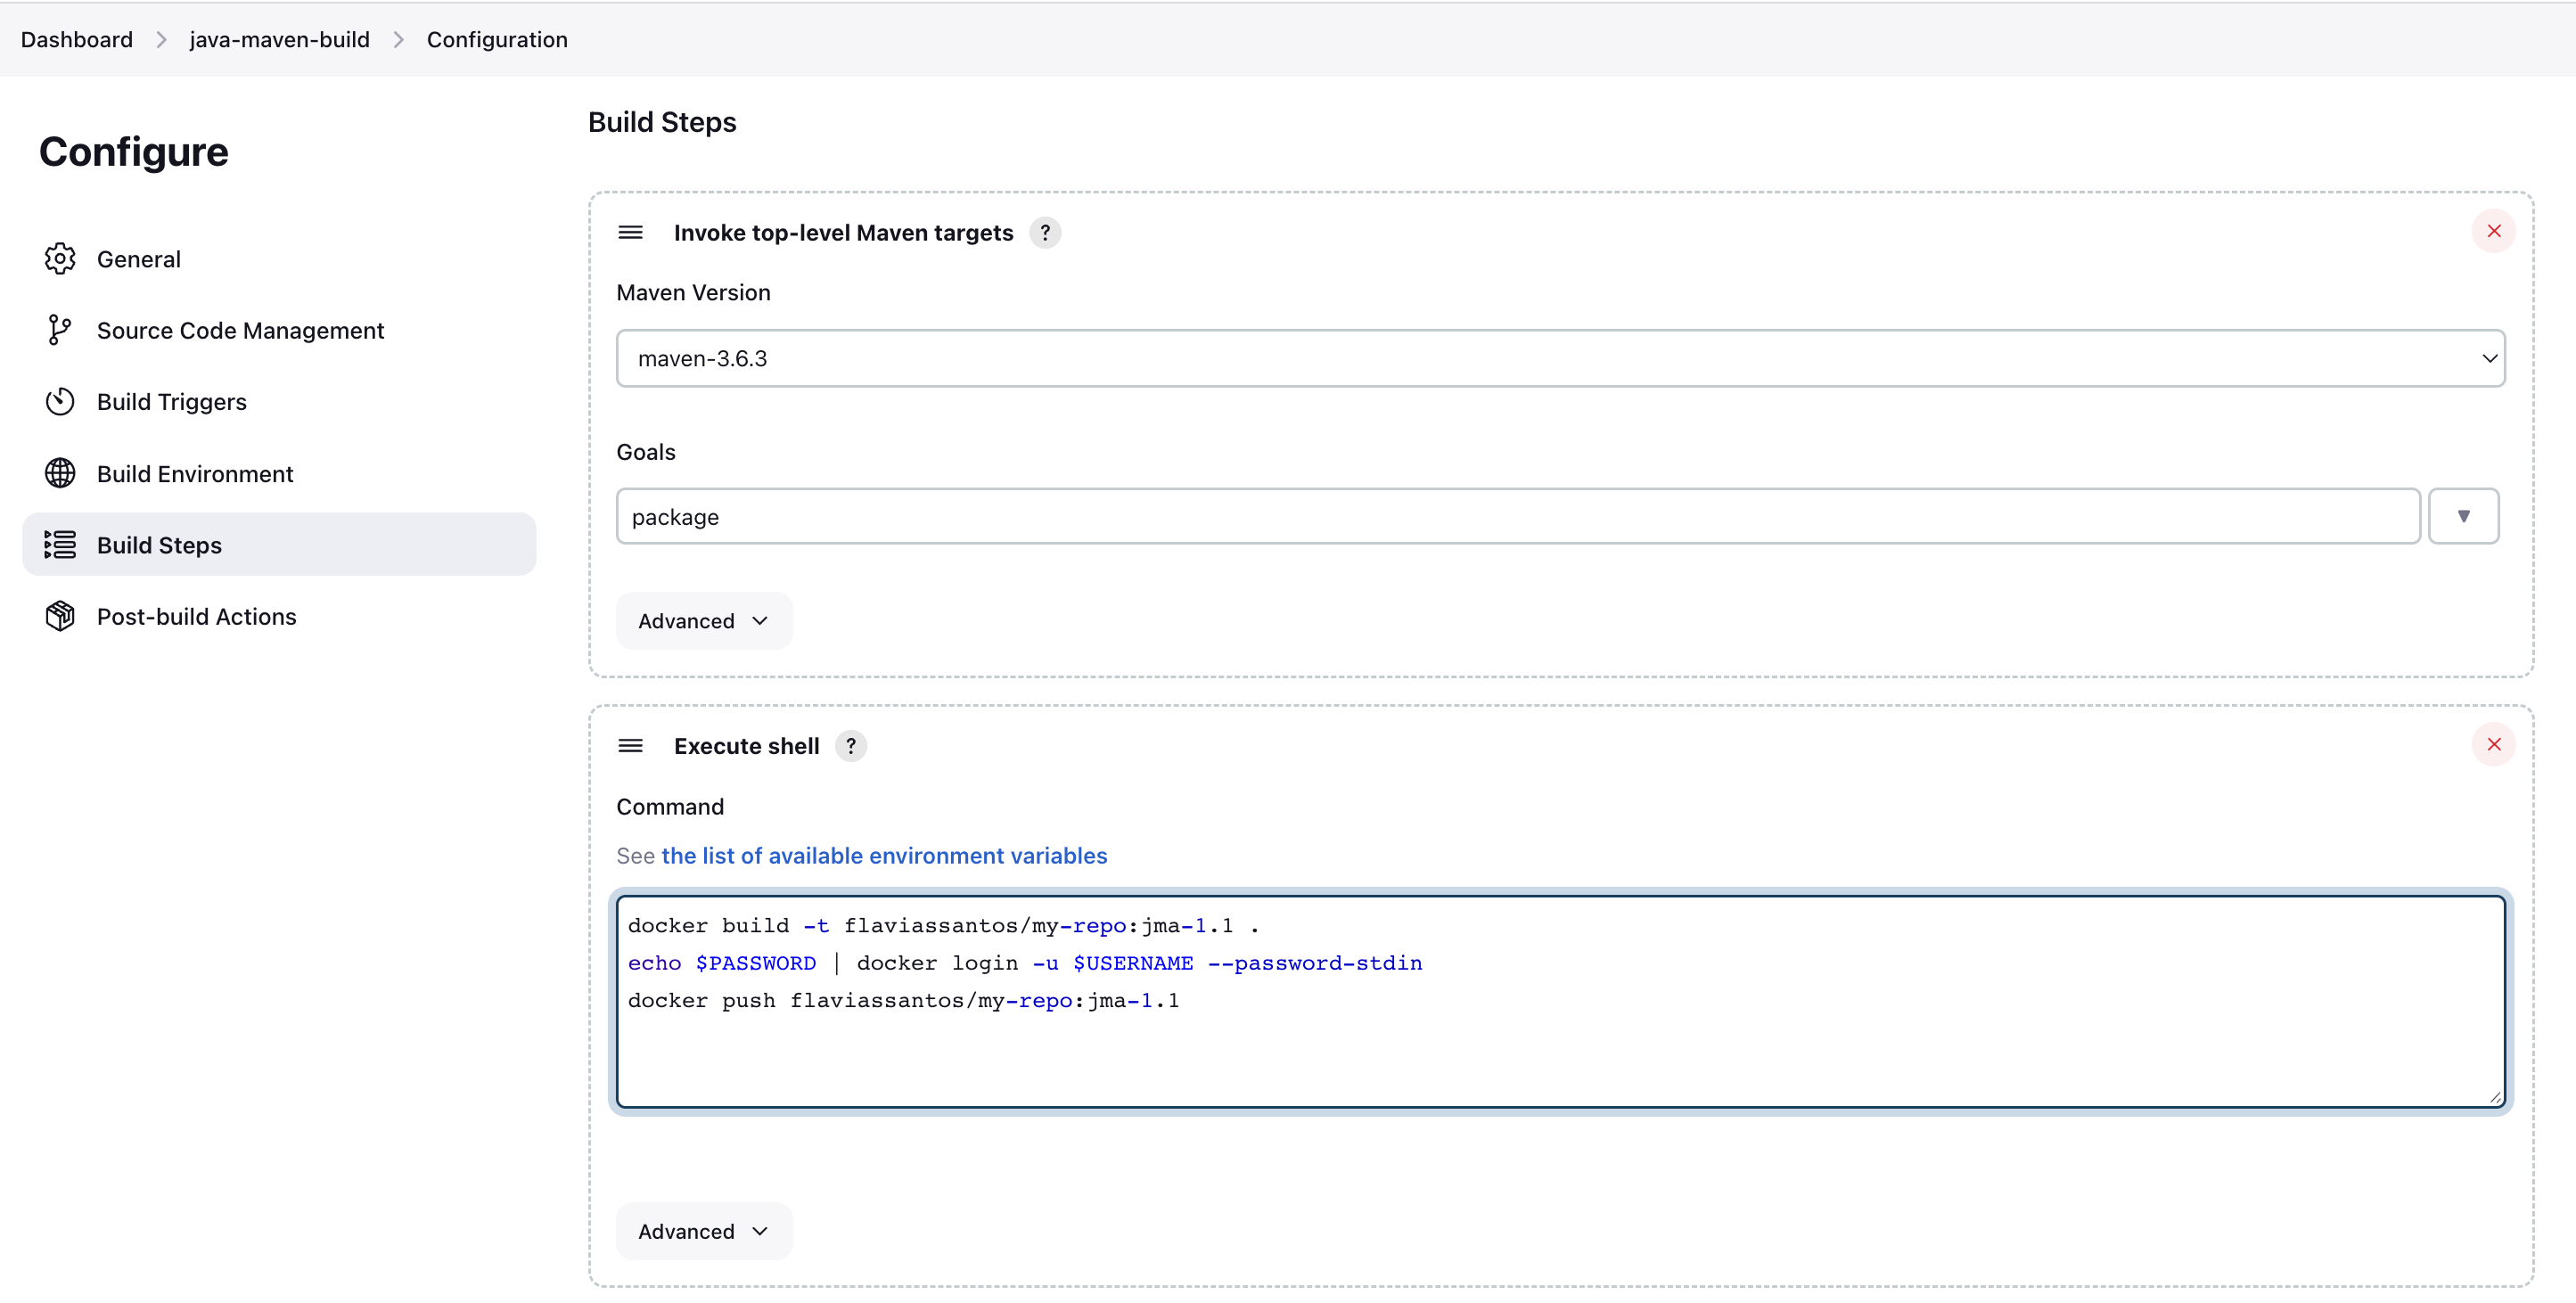 Dashboard > java-maven-build > Configuration
Configure
General
Source Code Management
Build Triggers
Build Environment
Build Steps
Post-build Actions
Build Steps
Invoke top-level Maven targets ?
Maven Version
maven-3.6.3
Goals
package
Advanced
Execute shell ?
Command
See the list of available environment variables
docker build -t flaviassantos/my-repo:jma-1.1 .
echo $PASSWORD | docker login -u $USERNAME --password-stdin
docker push flaviassantos/my-repo:jma-1.1
Advanced